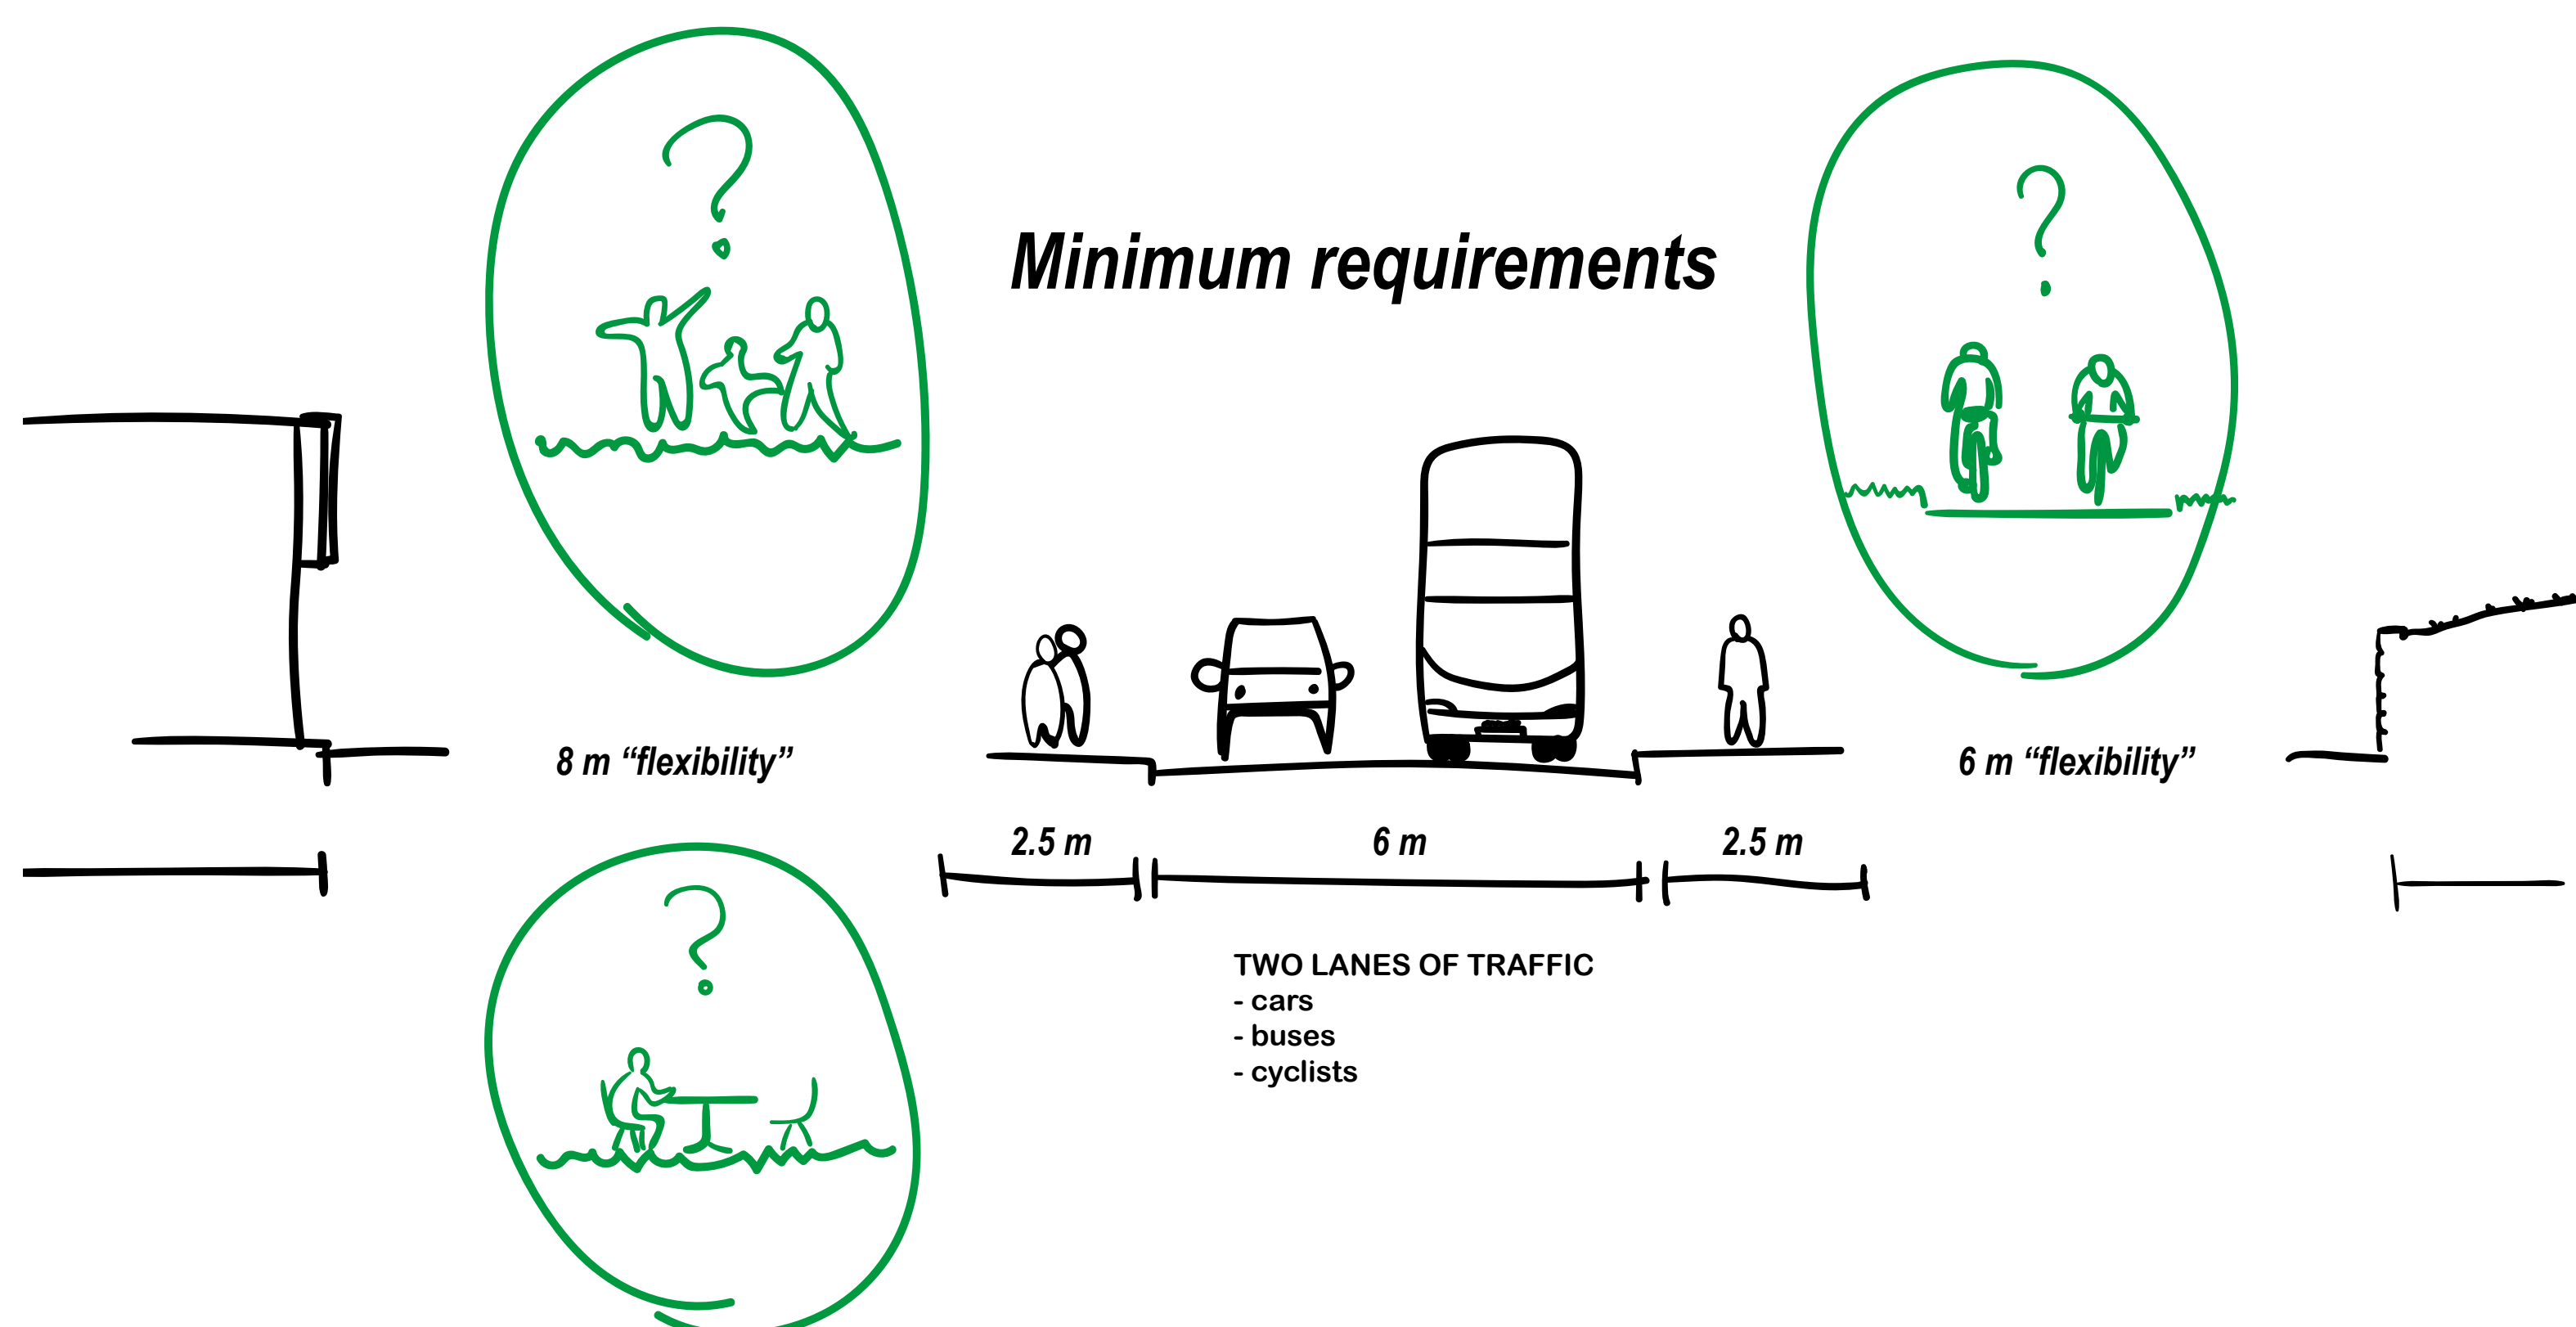 Minimum requirements
8 m “flexibility”
6 m “flexibility”
2.5 m
6 m
2.5 m
TWO LANES OF TRAFFIC
- cars
- buses
- cyclists
?
?
?